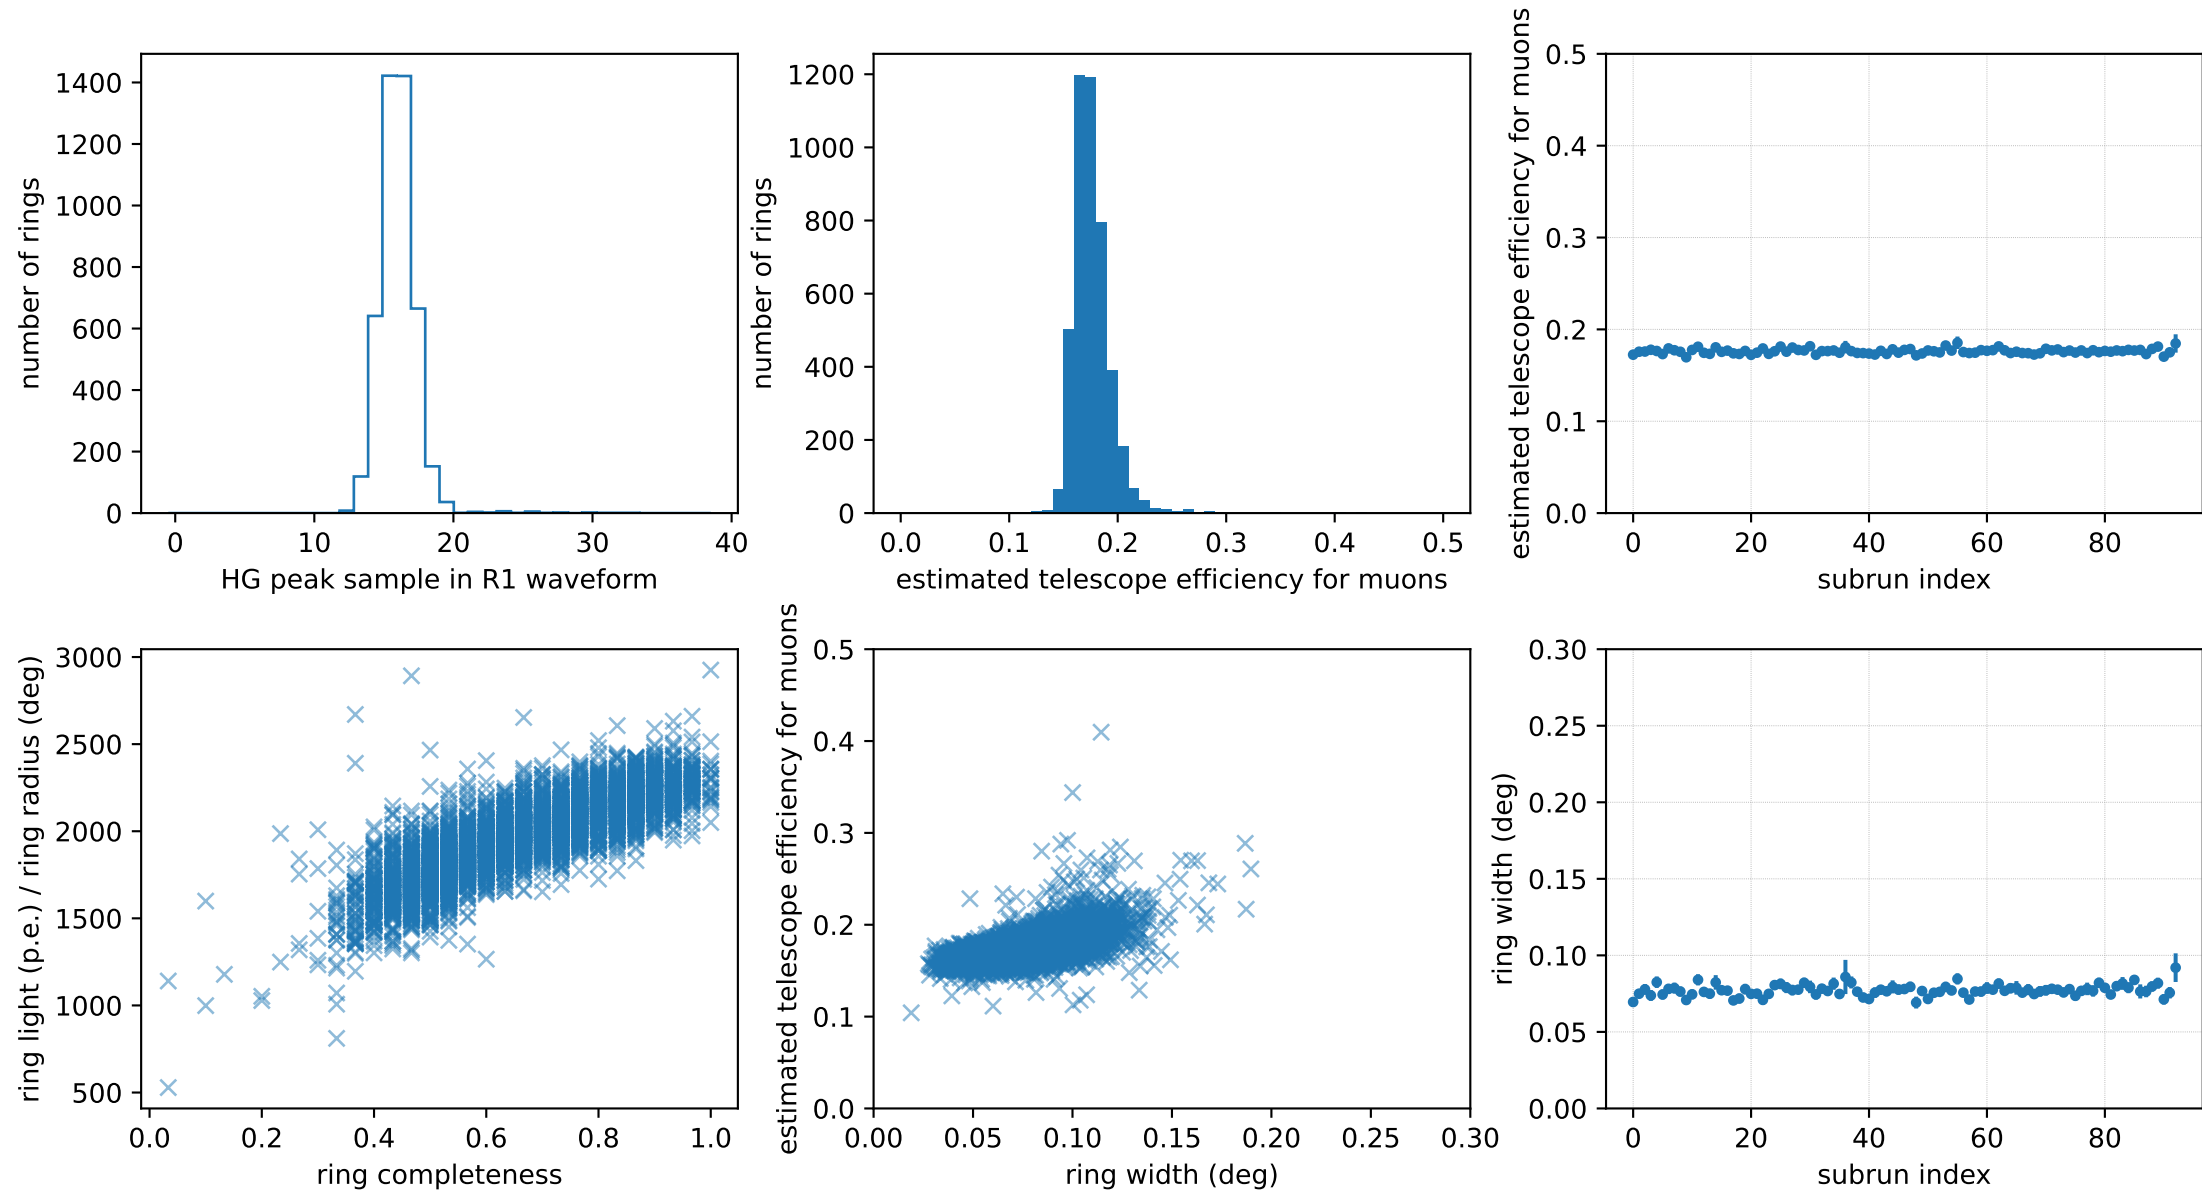 number of rings
1400
1200
1000
800
600
400
200
0
0 10 20 30 40
HG peak sample in R1 waveform
number of rings
1200
1000
800
600
400
200
0
0.0 0.1 0.2 0.3 0.4 0.5
estimated telescope efficiency for muons
estimated telescope efficiency for muons
0.5
0.4
0.3
0.2
0.1
0.0
0 20 40 60 80
subrun index
ring light (p.e.) / ring radius (deg)
3000
2500
2000
1500
1000
500
0.0 0.2 0.4 0.6 0.8 1.0
ring completeness
estimated telescope efficiency for muons
0.5
0.4
0.3
0.2
0.1
0.0
0.00 0.05 0.10 0.15 0.20 0.25 0.30
ring width (deg)
ring width (deg)
0.30
0.25
0.20
0.15
0.10
0.05
0.00
0 20 40 60 80
subrun index